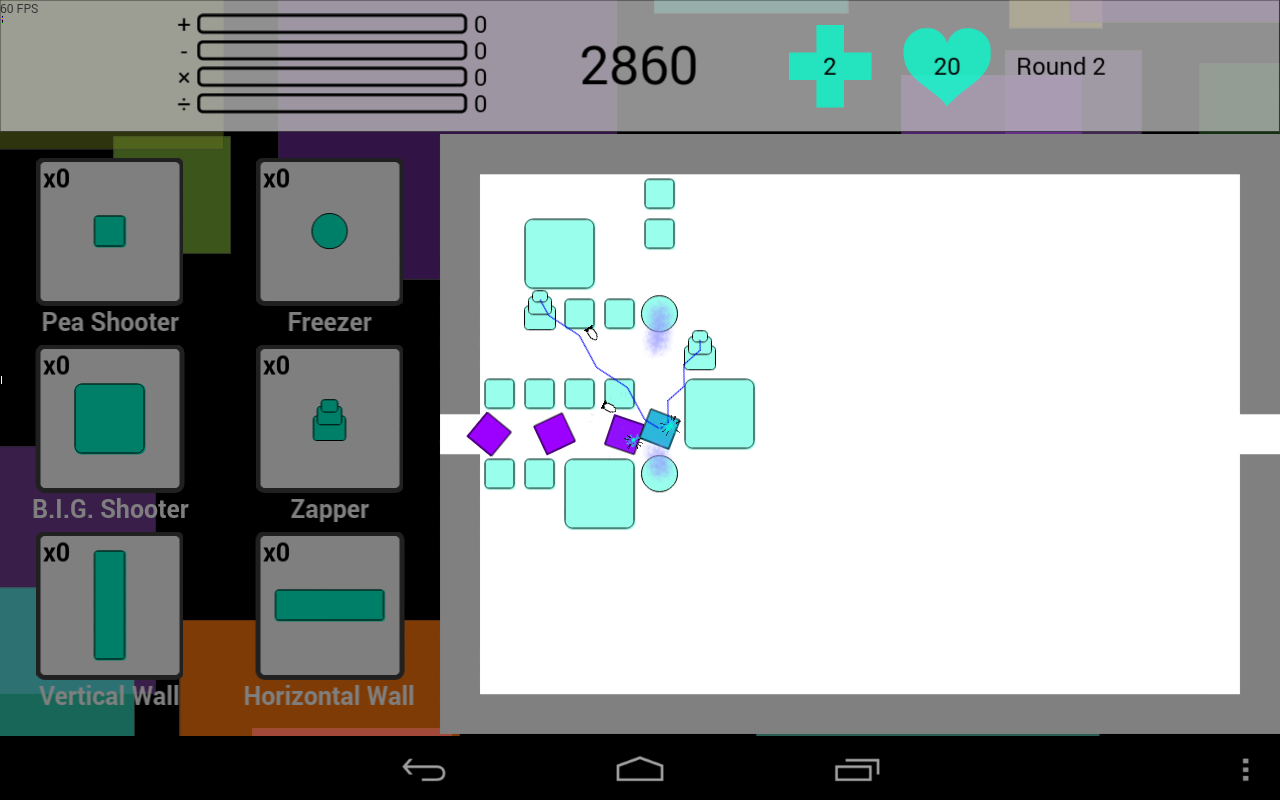 60 FPS
+ 0
- 0
× 0
÷ 0
2860
2
20
Round 2
x0
x0
Pea Shooter
Freezer
x0
x0
B.I.G. Shooter
Zapper
x0
x0
Vertical Wall
Horizontal Wall